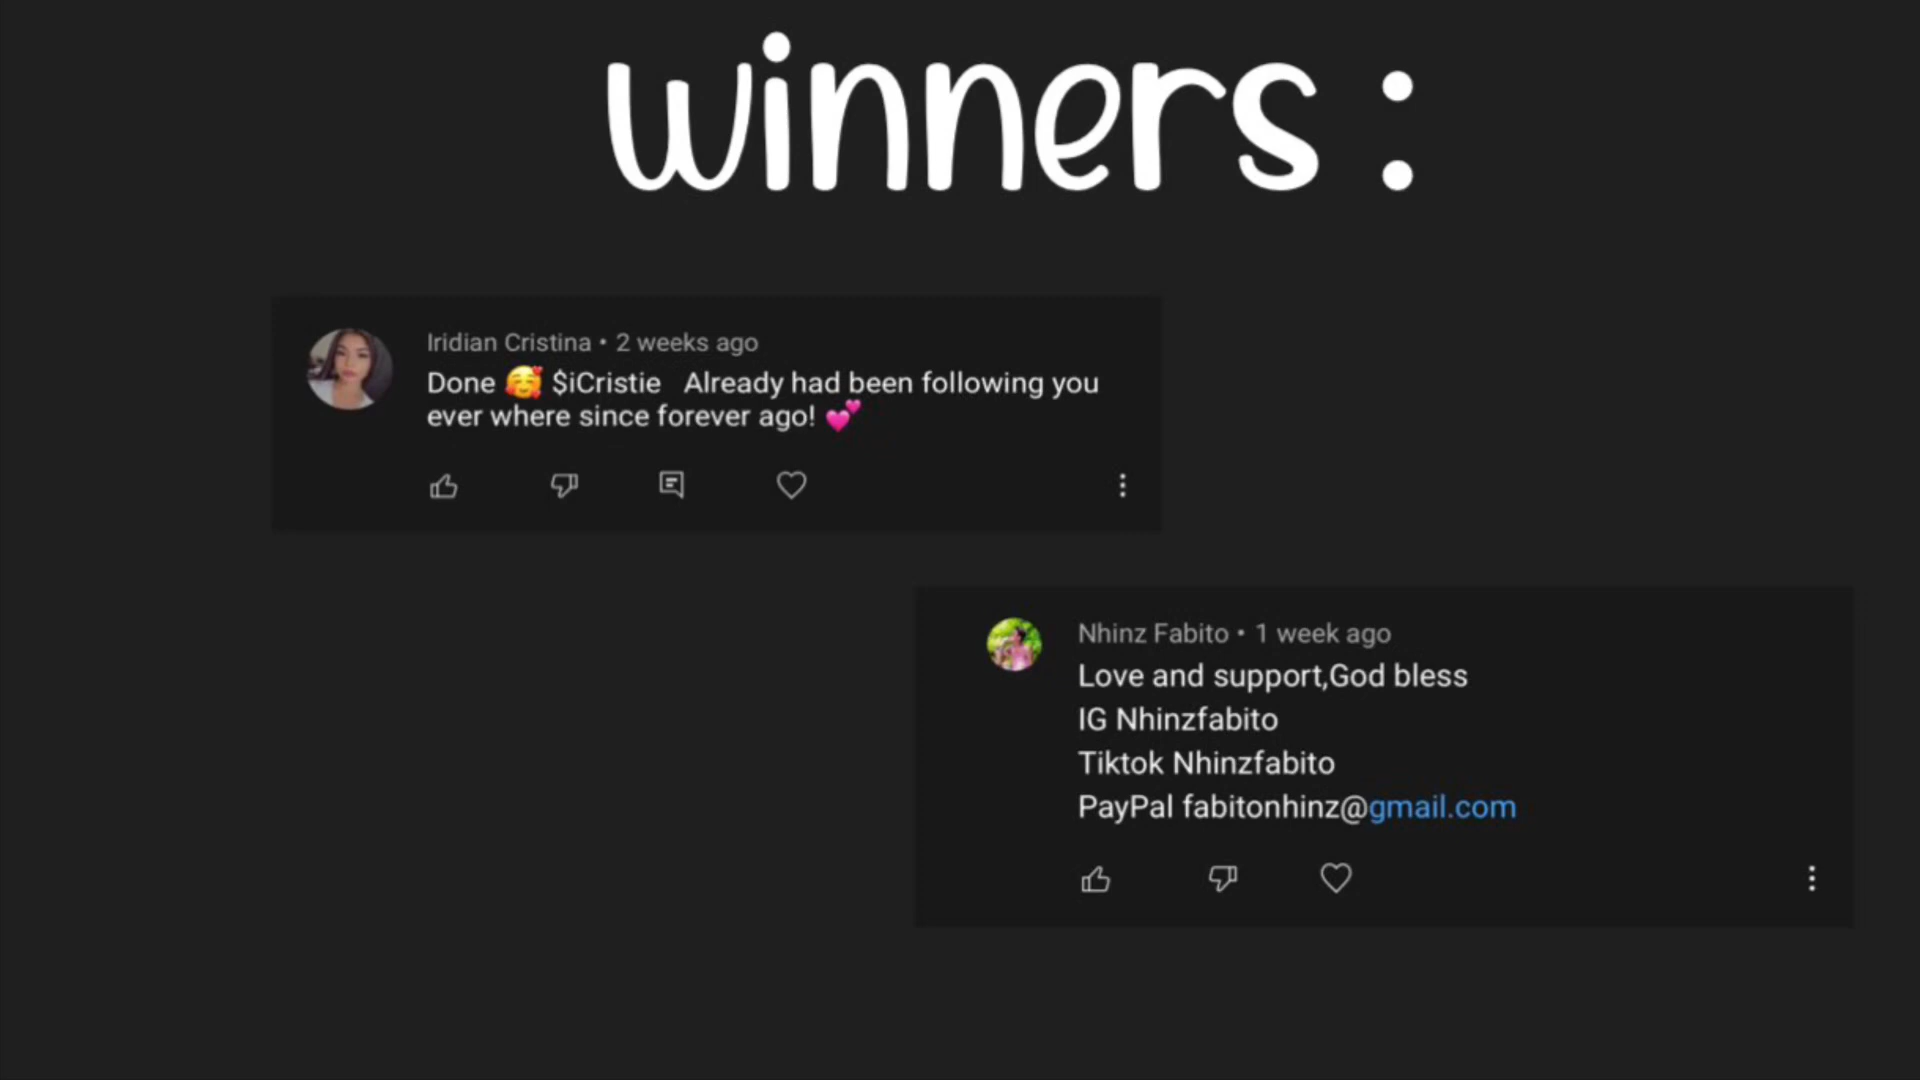 winners :
Iridian Cristina • 2 weeks ago
Done 🥰 $iCristie Already had been following you
ever where since forever ago! 💕
Nhinz Fabito • 1 week ago
Love and support,God bless
IG Nhinzfabito
Tiktok Nhinzfabito
PayPal fabitonhinz@gmail.com